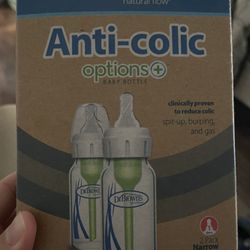 natural flow®
Anti-colic
options+
BABY BOTTLE
clinically proven
to reduce colic
spit-up, burping,
and gas
Dr Brown's
Dr Brown's
Narrow